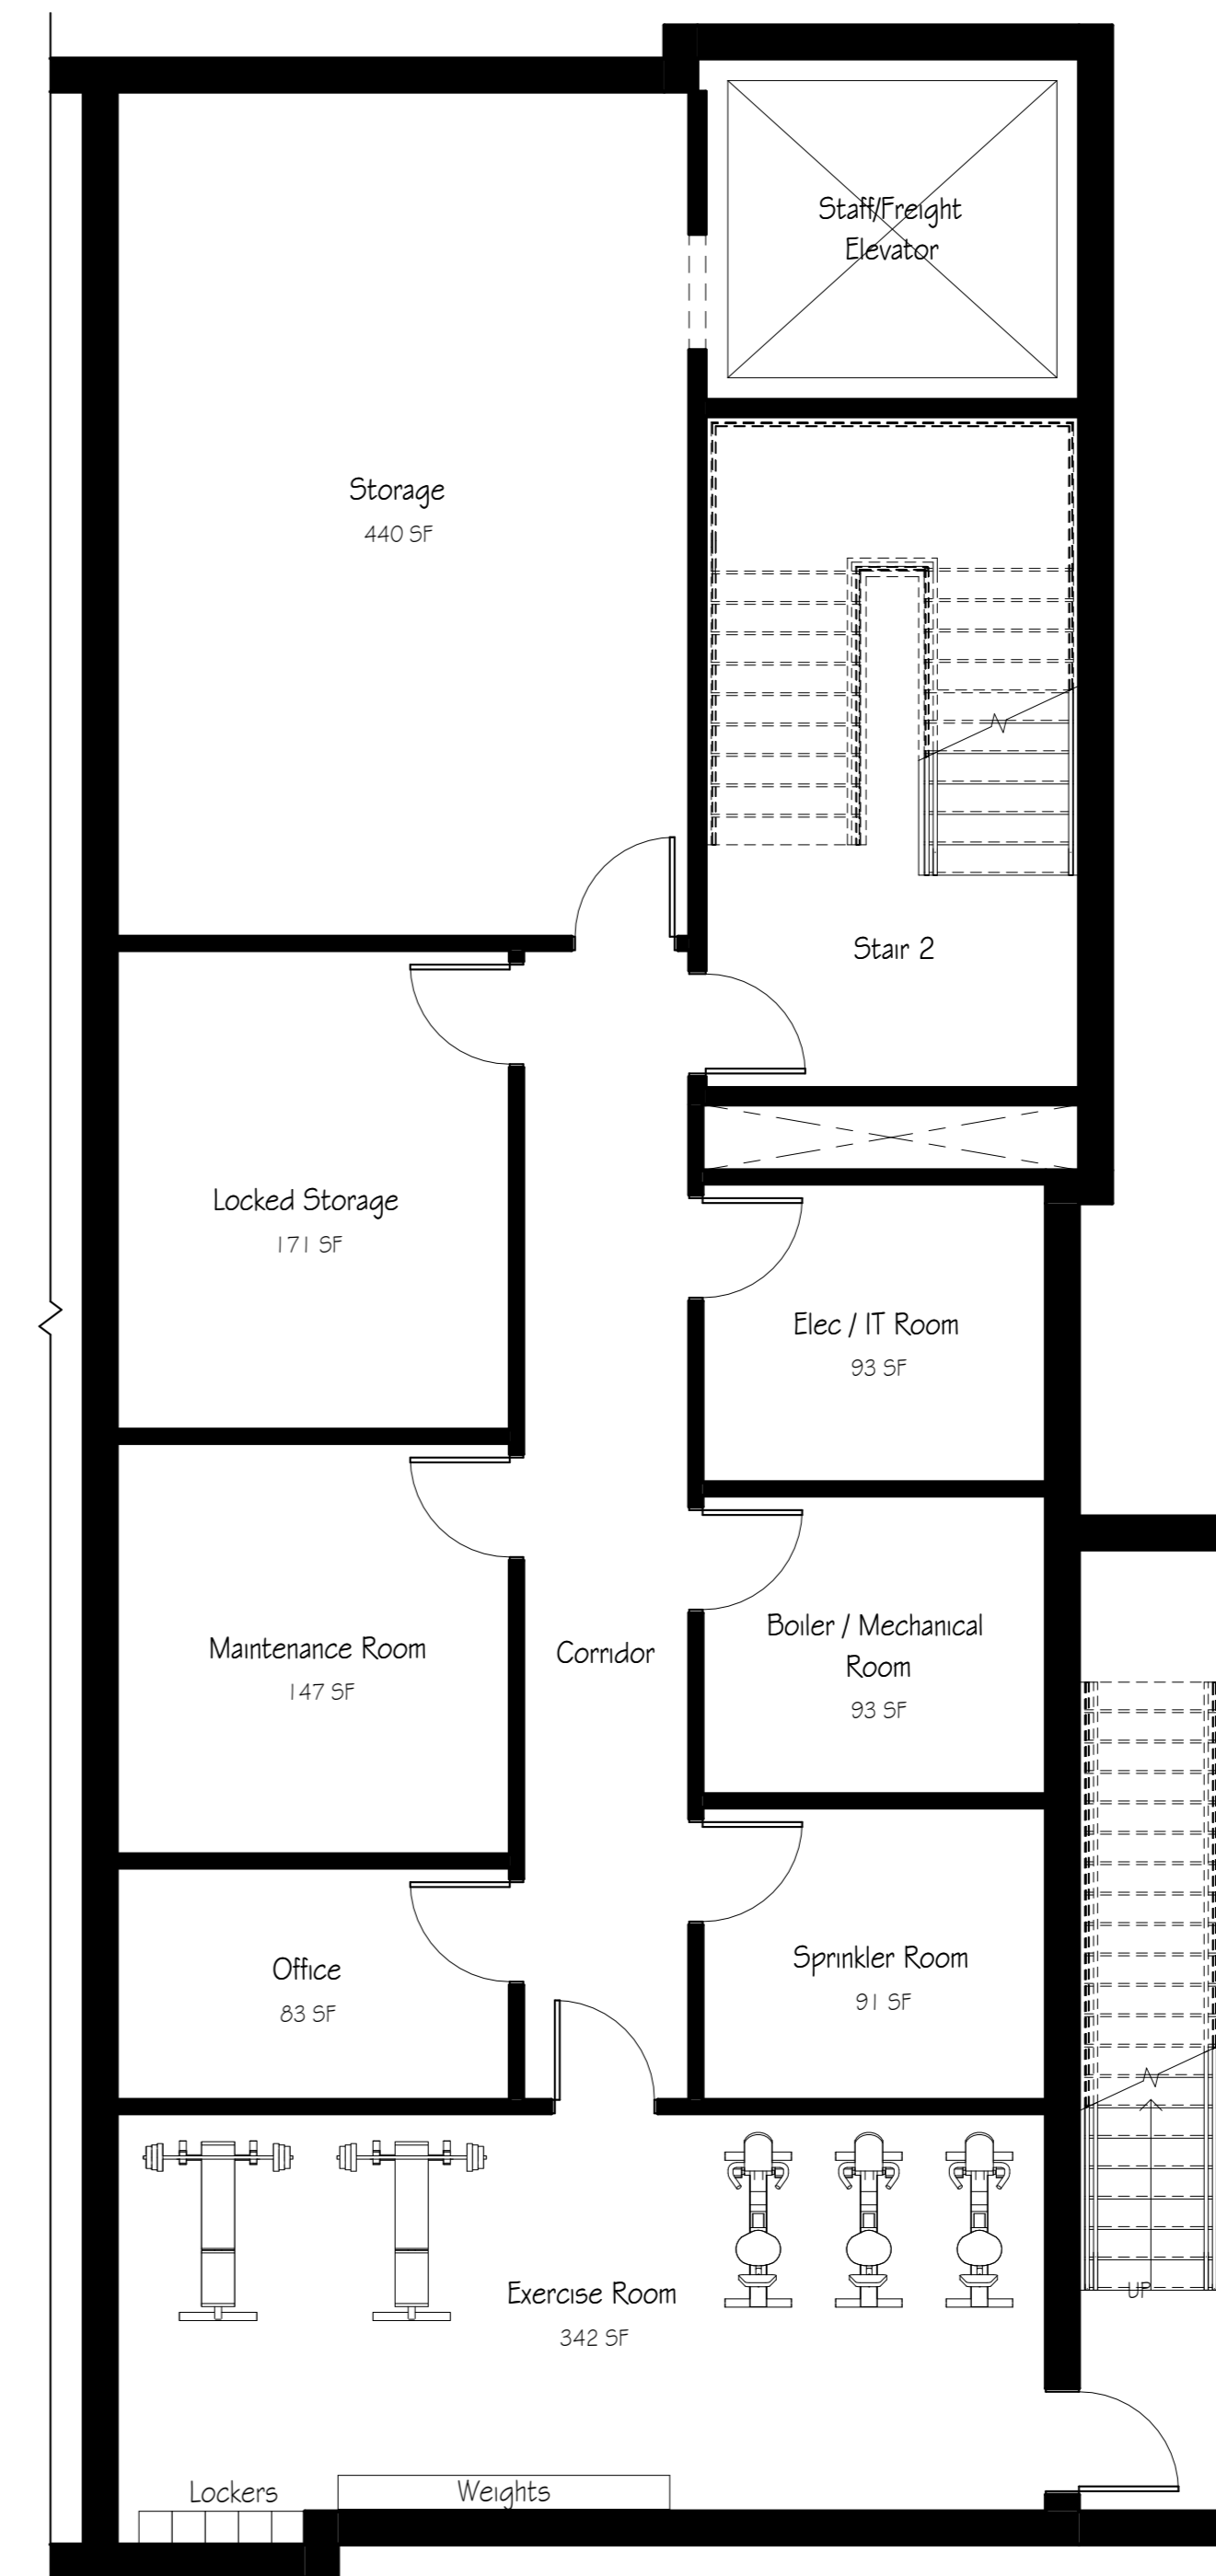 Staff/Freight
Elevator
Storage
440 SF
Stair 2
Locked Storage
171 SF
Elec / IT Room
93 SF
Boiler / Mechanical
Room
93 SF
Maintenance Room
147 SF
Corridor
Sprinkler Room
91 SF
Office
83 SF
UP
Exercise Room
342 SF
Lockers
Weights